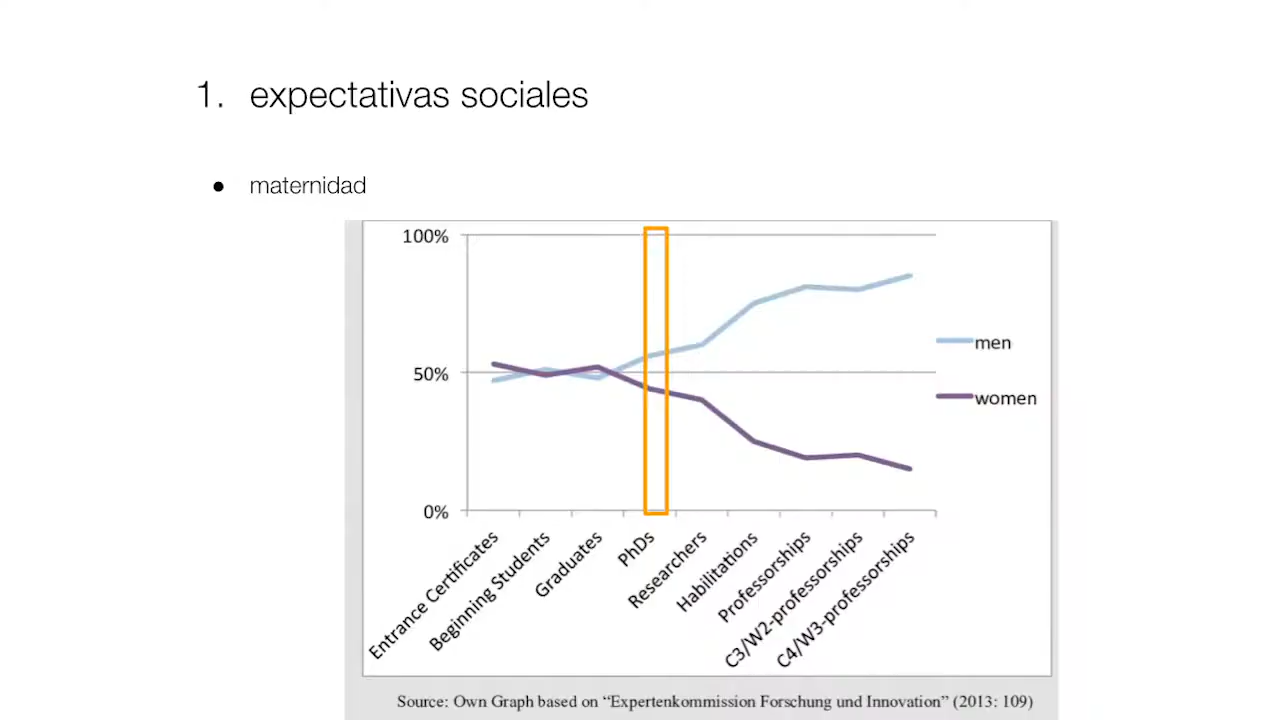 1. expectativas sociales
● maternidad
100%
50%
0%
men
women
Entrance Certificates
Beginning Students
Graduates
PhDs
Researchers
Habilitations
Professorships
C3/W2-professorships
C4/W3-professorships
Source: Own Graph based on “Expertenkommission Forschung und Innovation” (2013: 109)